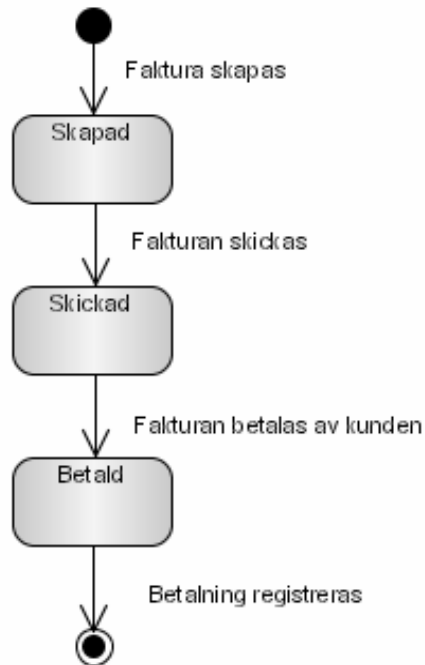 Faktura skapas
Skapad
Fakturan skickas
Skickad
Fakturan betalas av kunden
Betald
Betalning registreras